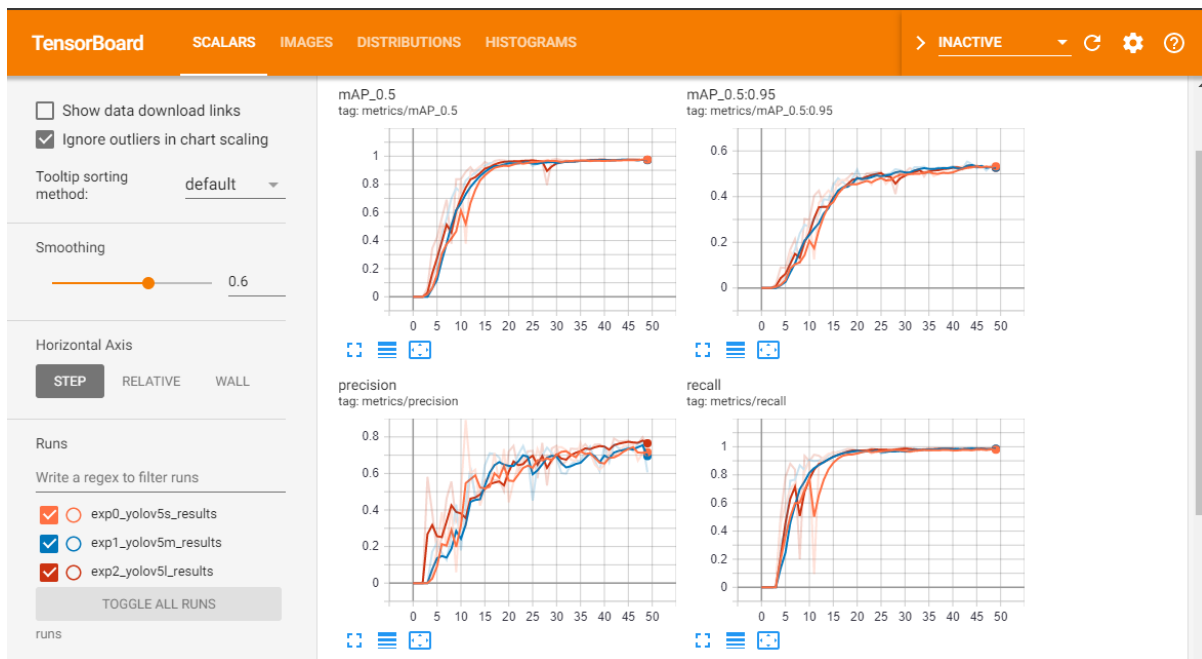 TensorBoard SCALARS IMAGES DISTRIBUTIONS HISTOGRAMS INACTIVE
Show data download links
Ignore outliers in chart scaling
Tooltip sorting
method:
default
Smoothing
0.6
Horizontal Axis
STEP RELATIVE WALL
Runs
Write a regex to filter runs
exp0_yolov5s_results
exp1_yolov5m_results
exp2_yolov5l_results
TOGGLE ALL RUNS
runs
mAP_0.5
tag: metrics/mAP_0.5
1
0.8
0.6
0.4
0.2
0
0 5 10 15 20 25 30 35 40 45 50
mAP_0.5:0.95
tag: metrics/mAP_0.5:0.95
0.6
0.4
0.2
0
0 5 10 15 20 25 30 35 40 45 50
precision
tag: metrics/precision
0.8
0.6
0.4
0.2
0
0 5 10 15 20 25 30 35 40 45 50
recall
tag: metrics/recall
1
0.8
0.6
0.4
0.2
0
0 5 10 15 20 25 30 35 40 45 50